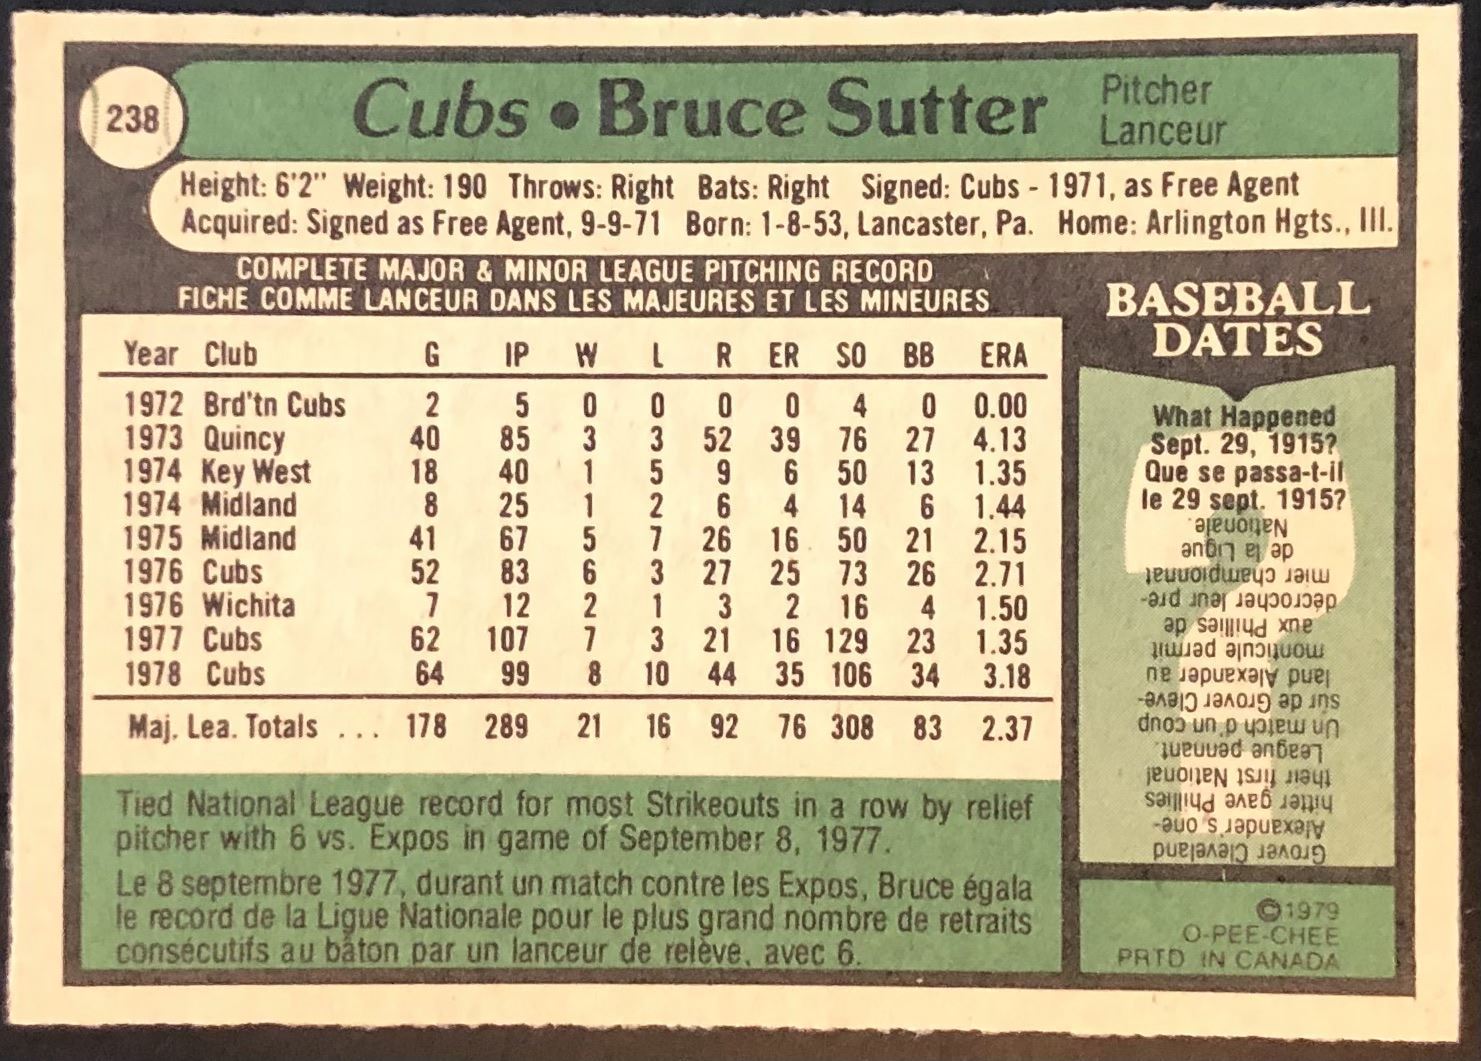 238
Cubs • Bruce Sutter
Pitcher
Lanceur
Height: 6'2" Weight: 190 Throws: Right Bats: Right Signed: Cubs - 1971, as Free Agent
Acquired: Signed as Free Agent, 9-9-71 Born: 1-8-53, Lancaster, Pa. Home: Arlington Hgts., Ill.
COMPLETE MAJOR & MINOR LEAGUE PITCHING RECORD
FICHE COMME LANCEUR DANS LES MAJEURES ET LES MINEURES
Year Club G IP W L R ER SO BB ERA
1972 Brd'tn Cubs 2 5 0 0 0 0 4 0 0.00
1973 Quincy 40 85 3 3 52 39 76 27 4.13
1974 Key West 18 40 1 5 9 6 50 13 1.35
1974 Midland 8 25 1 2 6 4 14 6 1.44
1975 Midland 41 67 5 7 26 16 50 21 2.15
1976 Cubs 52 83 6 3 27 25 73 26 2.71
1976 Wichita 7 12 2 1 3 2 16 4 1.50
1977 Cubs 62 107 7 3 21 16 129 23 1.35
1978 Cubs 64 99 8 10 44 35 106 34 3.18
Maj. Lea. Totals ... 178 289 21 16 92 76 308 83 2.37
Tied National League record for most Strikeouts in a row by relief
pitcher with 6 vs. Expos in game of September 8, 1977.
Le 8 septembre 1977, durant un match contre les Expos, Bruce égala
le record de la Ligue Nationale pour le plus grand nombre de retraits
consécutifs au bâton par un lanceur de relève, avec 6.
BASEBALL
DATES
What Happened
Sept. 29, 1915?
Que se passa-t-il
le 29 sept. 1915?
Grover Cleveland
Alexander's one-
hitter gave Phillies
their first National
League pennant.
Un match d'un coup
sûr de Grover Cleve-
land Alexander au
monticule permit
aux Phillies de
décrocher leur pre-
mier championnat
de la Ligue
Nationale.
©1979
O-PEE-CHEE
PRTD IN CANADA